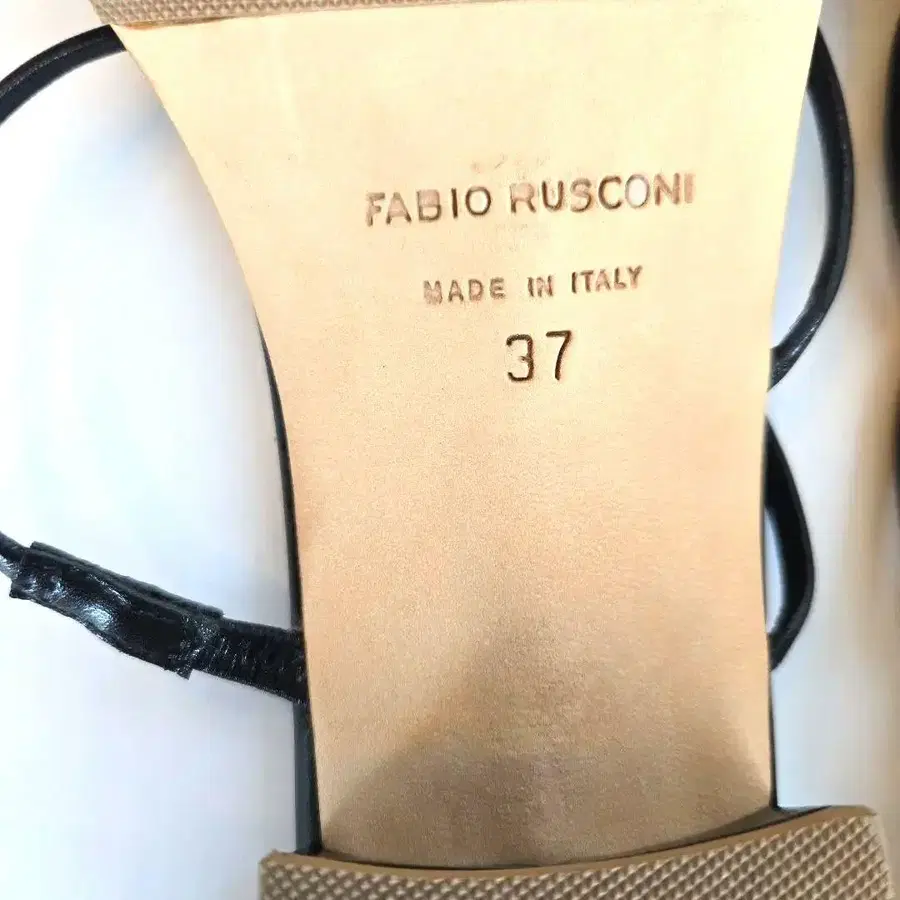 FABIO RUSCONI
MADE IN ITALY
37